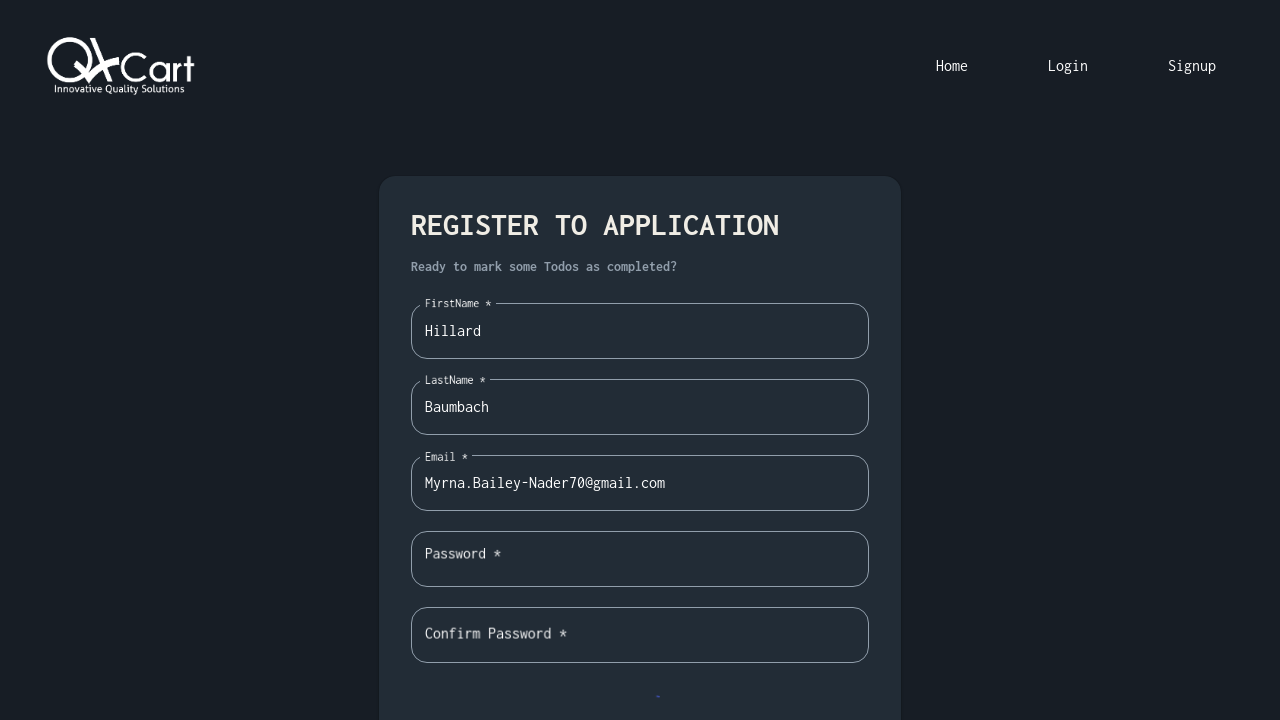 QxCart
Innovative Quality Solutions
Home
Login
Signup
REGISTER TO APPLICATION
Ready to mark some Todos as completed?
FirstName *
Hillard
LastName *
Baumbach
Email *
Myrna.Bailey-Nader70@gmail.com
Password *
Confirm Password *